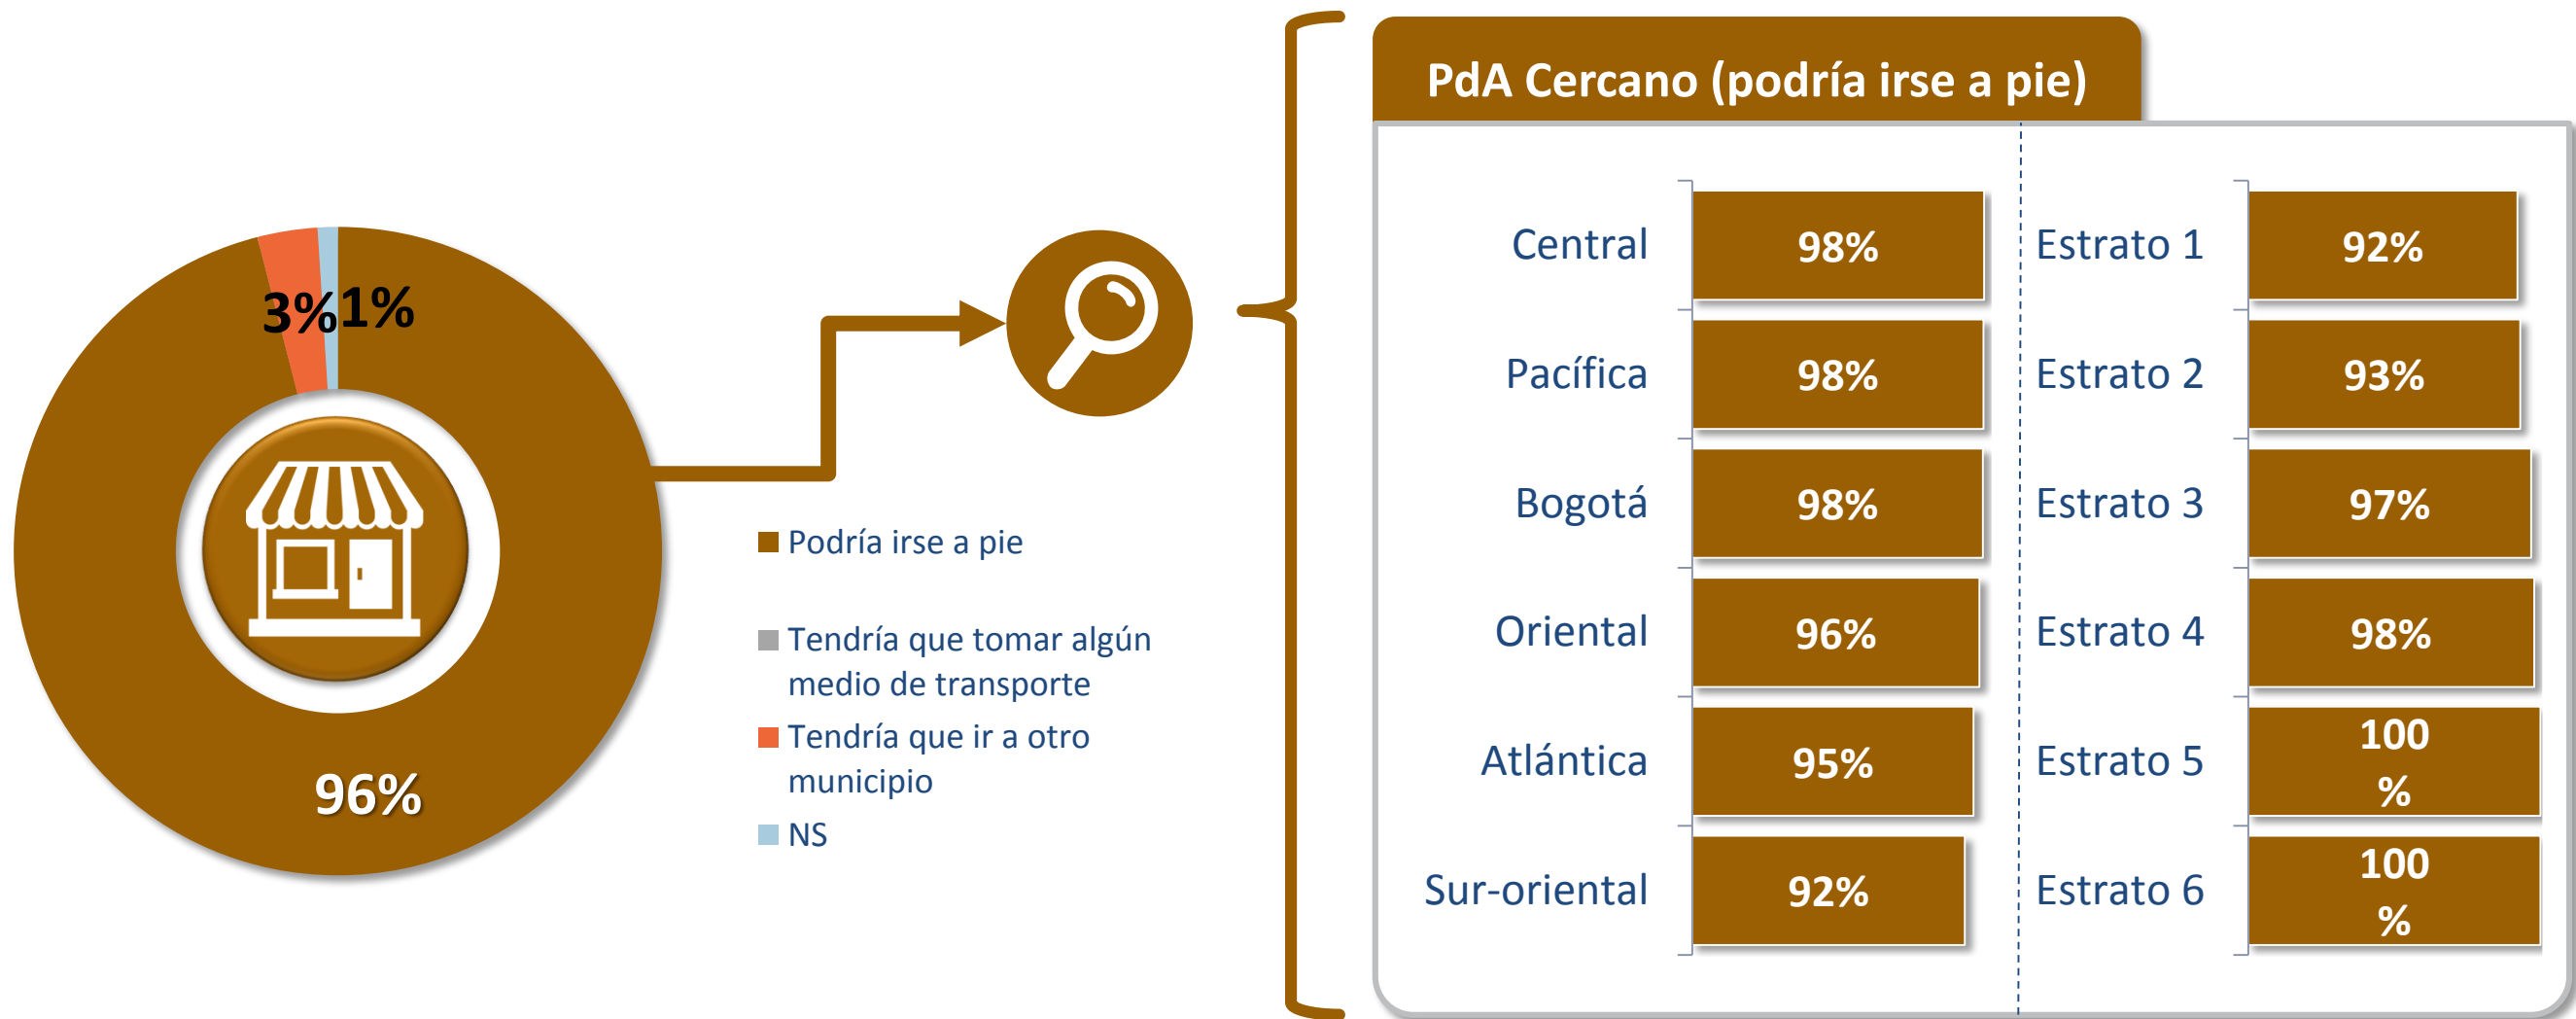 3%
1%
96%
Podría irse a pie
Tendría que tomar algún
medio de transporte
Tendría que ir a otro
municipio
NS
PdA Cercano (podría irse a pie)
Central
98%
Pacífica
98%
Bogotá
98%
Oriental
96%
Atlántica
95%
Sur-oriental
92%
Estrato 1
92%
Estrato 2
93%
Estrato 3
97%
Estrato 4
98%
Estrato 5
100
%
Estrato 6
100
%